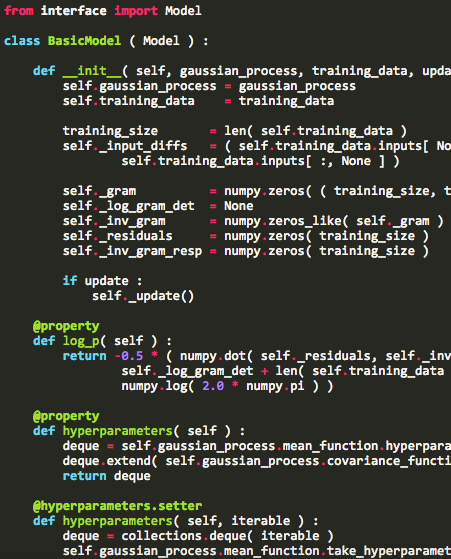 from interface import Model
class BasicModel ( Model ) :
def __init__( self, gaussian_process, training_data, upda
self.gaussian_process = gaussian_process
self.training_data = training_data
training_size = len( self.training_data )
self._input_diffs = ( self.training_data.inputs[ No
self.training_data.inputs[ :, None ] )
self._gram = numpy.zeros( ( training_size, t
self._log_gram_det = None
self._inv_gram = numpy.zeros_like( self._gram )
self._residuals = numpy.zeros( training_size )
self._inv_gram_resp = numpy.zeros( training_size )
if update :
self._update()
@property
def log_p( self ) :
return -0.5 * ( numpy.dot( self._residuals, self._inv
self._log_gram_det + len( self.training_data
numpy.log( 2.0 * numpy.pi ) )
@property
def hyperparameters( self ) :
deque = self.gaussian_process.mean_function.hyperpara
deque.extend( self.gaussian_process.covariance_functi
return deque
@hyperparameters.setter
def hyperparameters( self, iterable ) :
deque = collections.deque( iterable )
self.gaussian_process.mean_function.take_hyperparamet